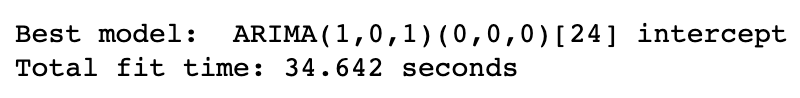 Best model:  ARIMA(1,0,1)(0,0,0)[24] intercept
Total fit time: 34.642 seconds